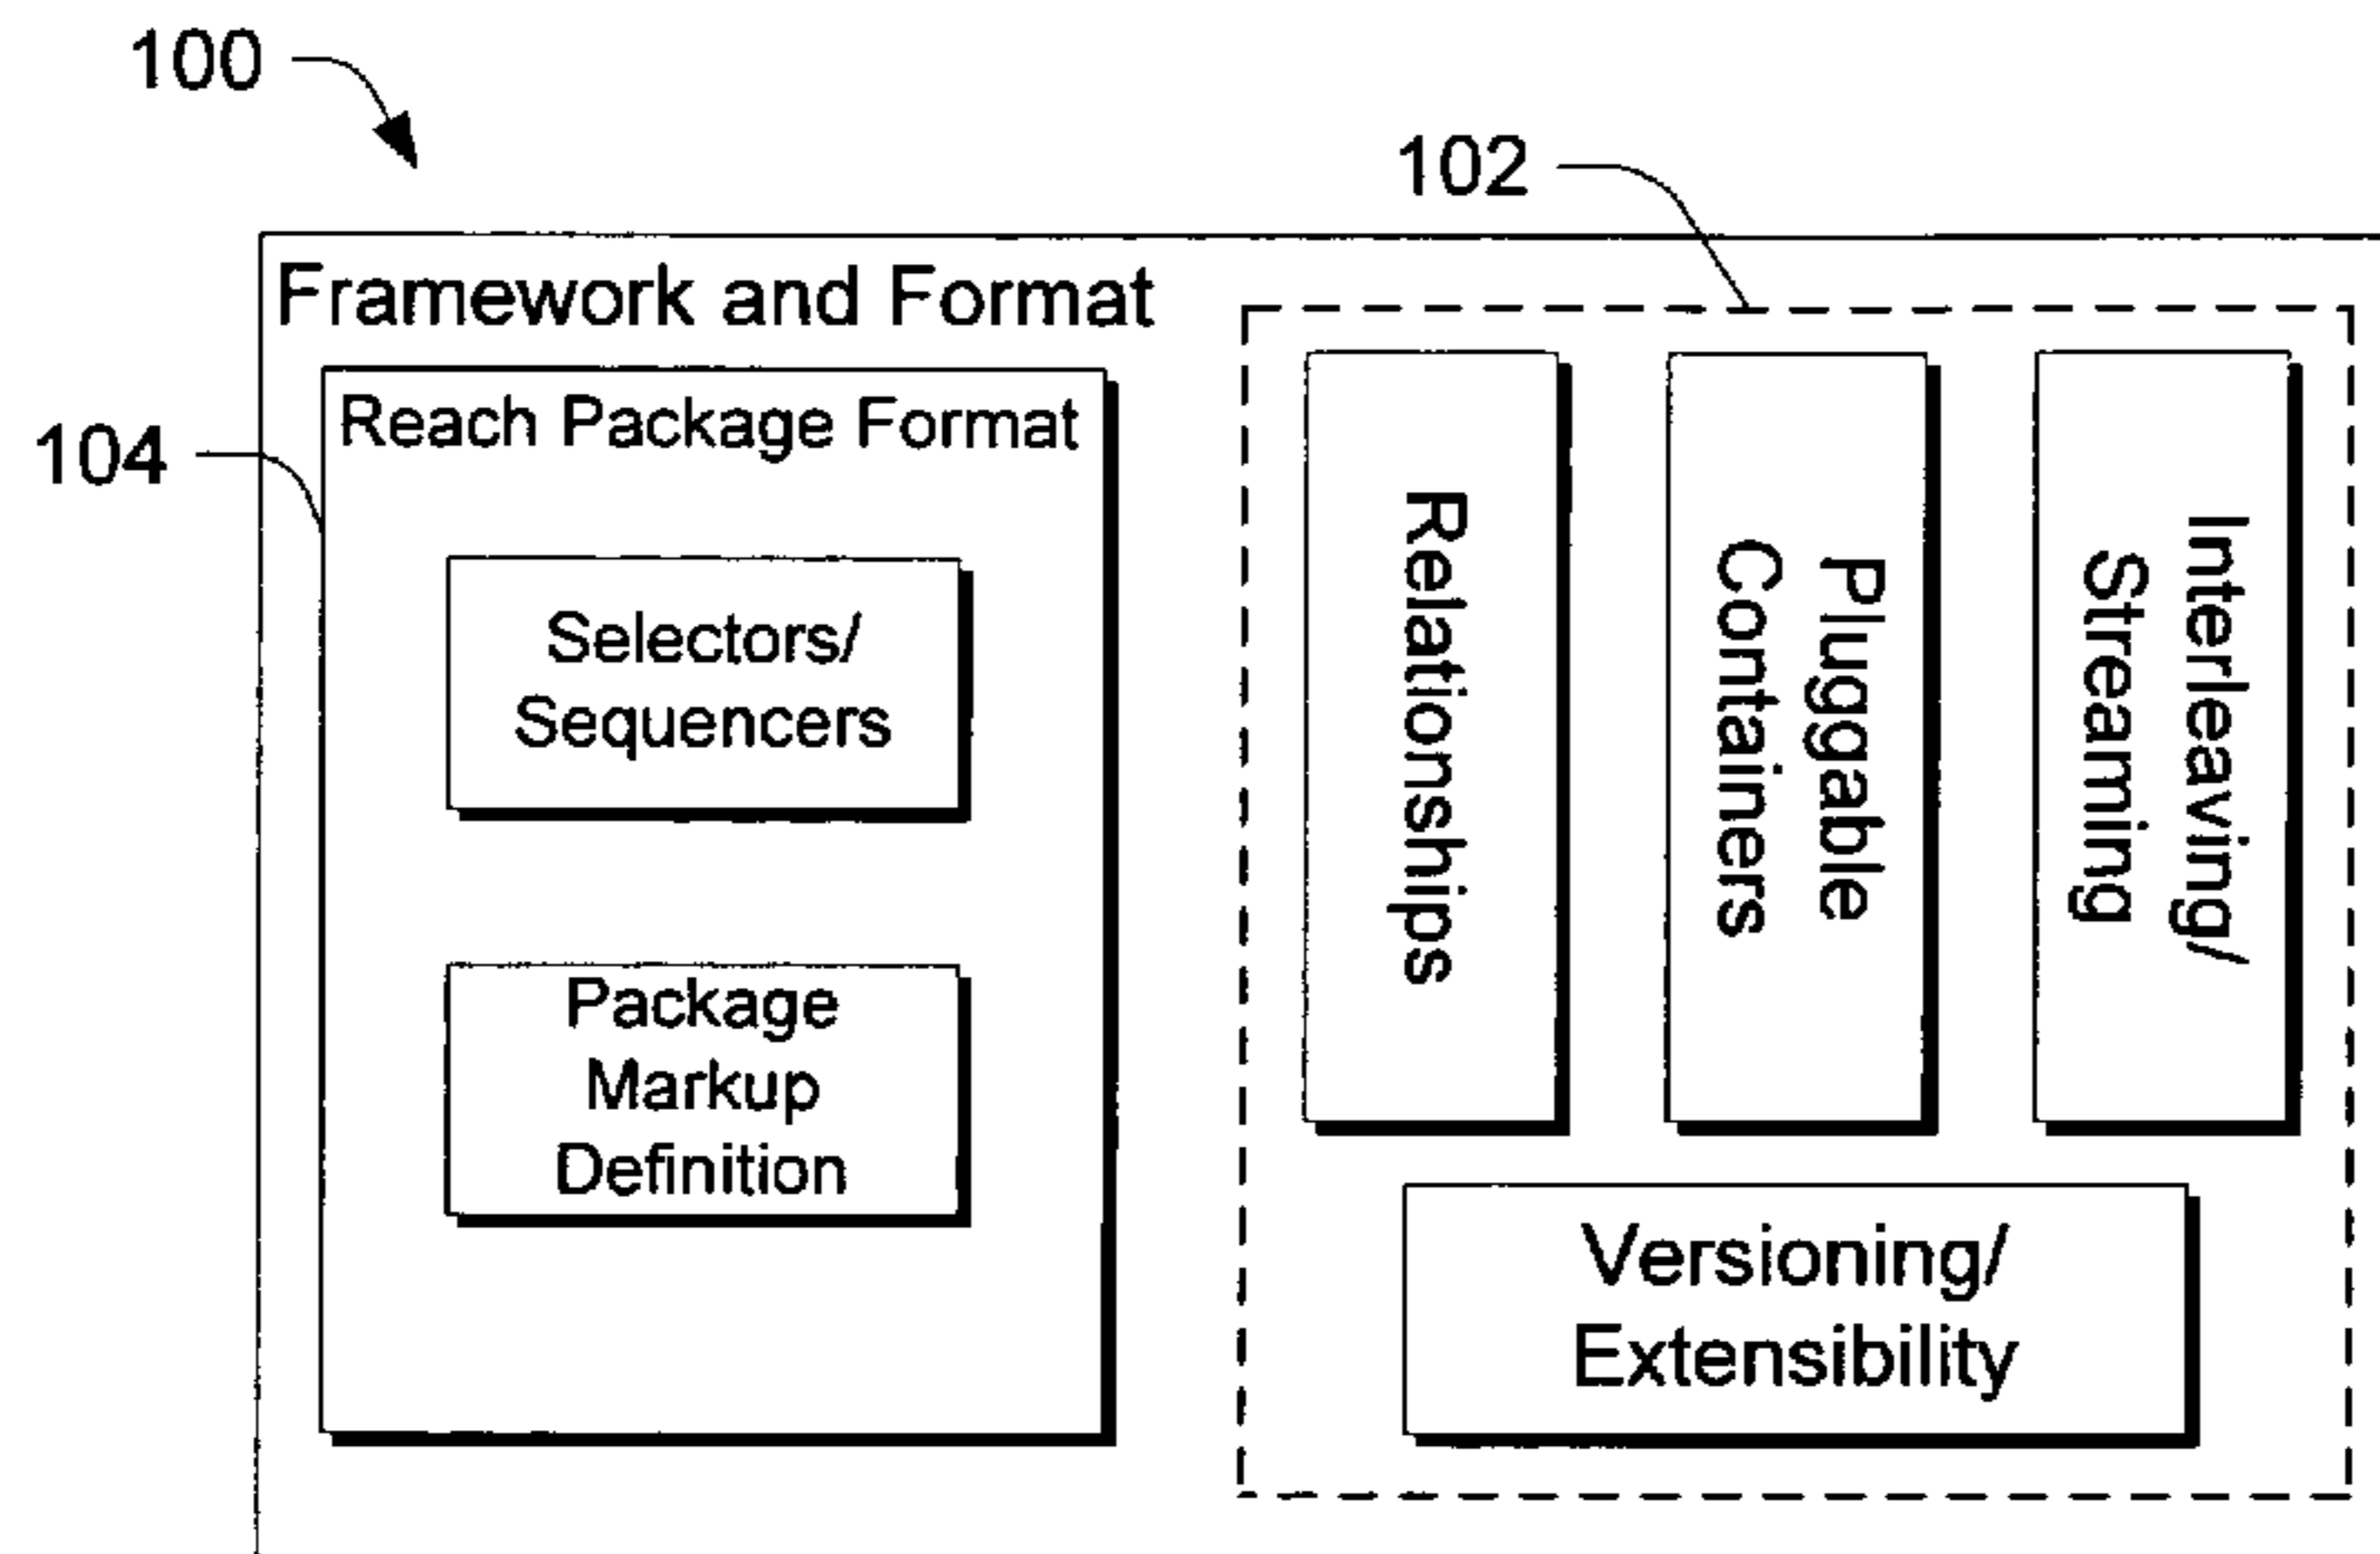 100
102
Framework and Format
104
Reach Package Format
Selectors/
Sequencers
Package
Markup
Definition
Relationships
Pluggable
Containers
Interleaving/
Streaming
Versioning/
Extensibility